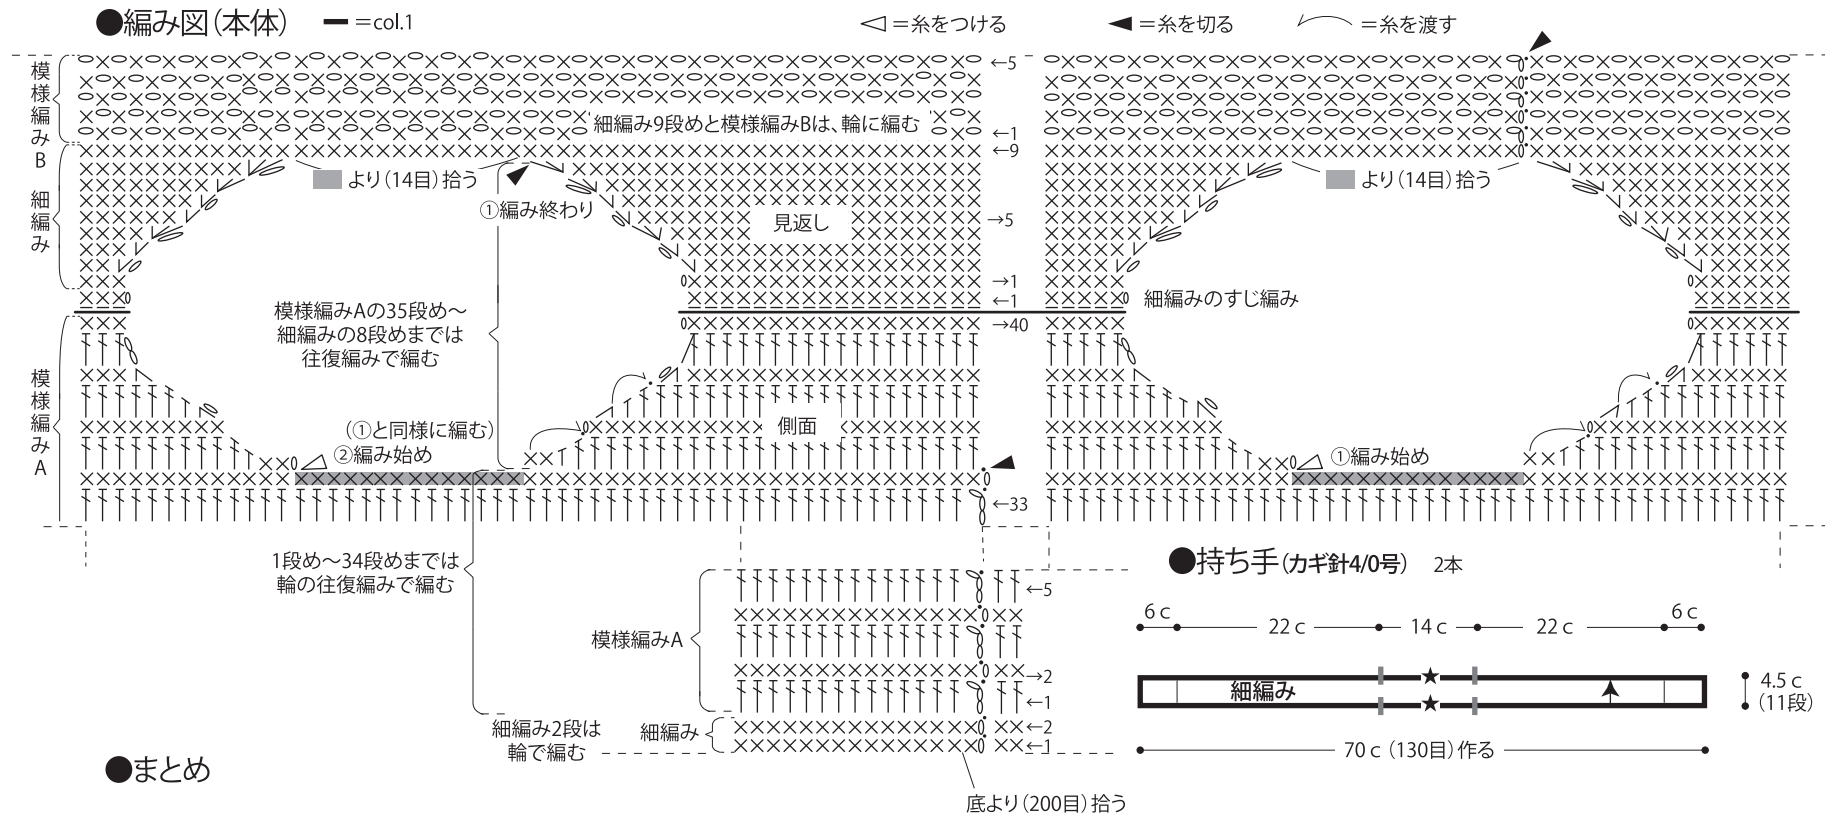 ●編み図(本体)
=col.1
=糸をつける
=糸を切る
=糸を渡す
模様編みB
細編み
模様編みA
←5
細編み9段めと模様編みBは、輪に編む
←1
←9
より(14目)拾う
①編み終わり
見返し
→5
→1
←1
→40
より(14目)拾う
細編みのすじ編み
模様編みAの35段め〜
細編みの8段めまでは
往復編みで編む
(①と同様に編む)
②編み始め
側面
①編み始め
←33
1段め〜34段めまでは
輪の往復編みで編む
模様編みA
←5
→2
←1
細編み2段は
輪で編む
細編み
←2
←1
底より(200目)拾う
●持ち手(カギ針4/0号) 2本
6c 22c 14c 22c 6c
細編み
★
★
4.5c
(11段)
70c(130目)作る
●まとめ